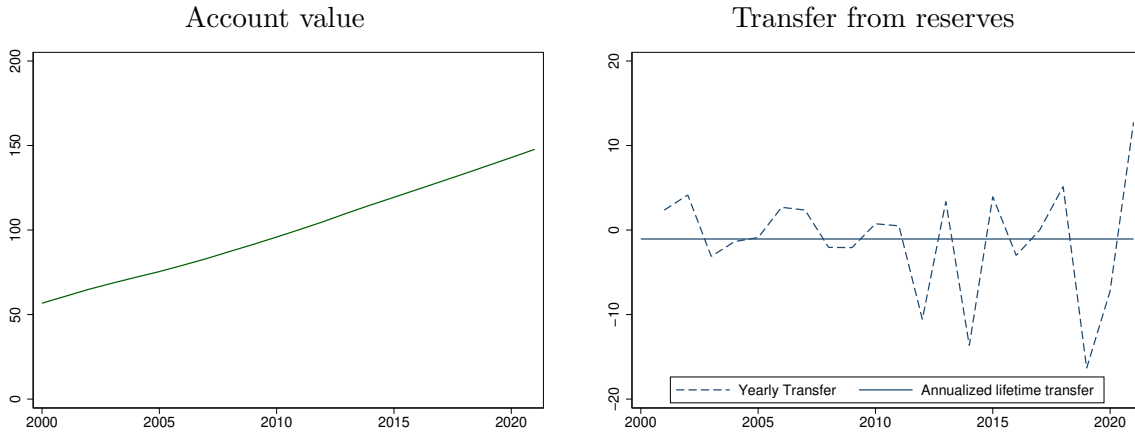 Account value
200
150
100
50
0
2000 2005 2010 2015 2020
Transfer from reserves
20
10
0
−10
−20
Yearly Transfer Annualized lifetime transfer
2000 2005 2010 2015 2020